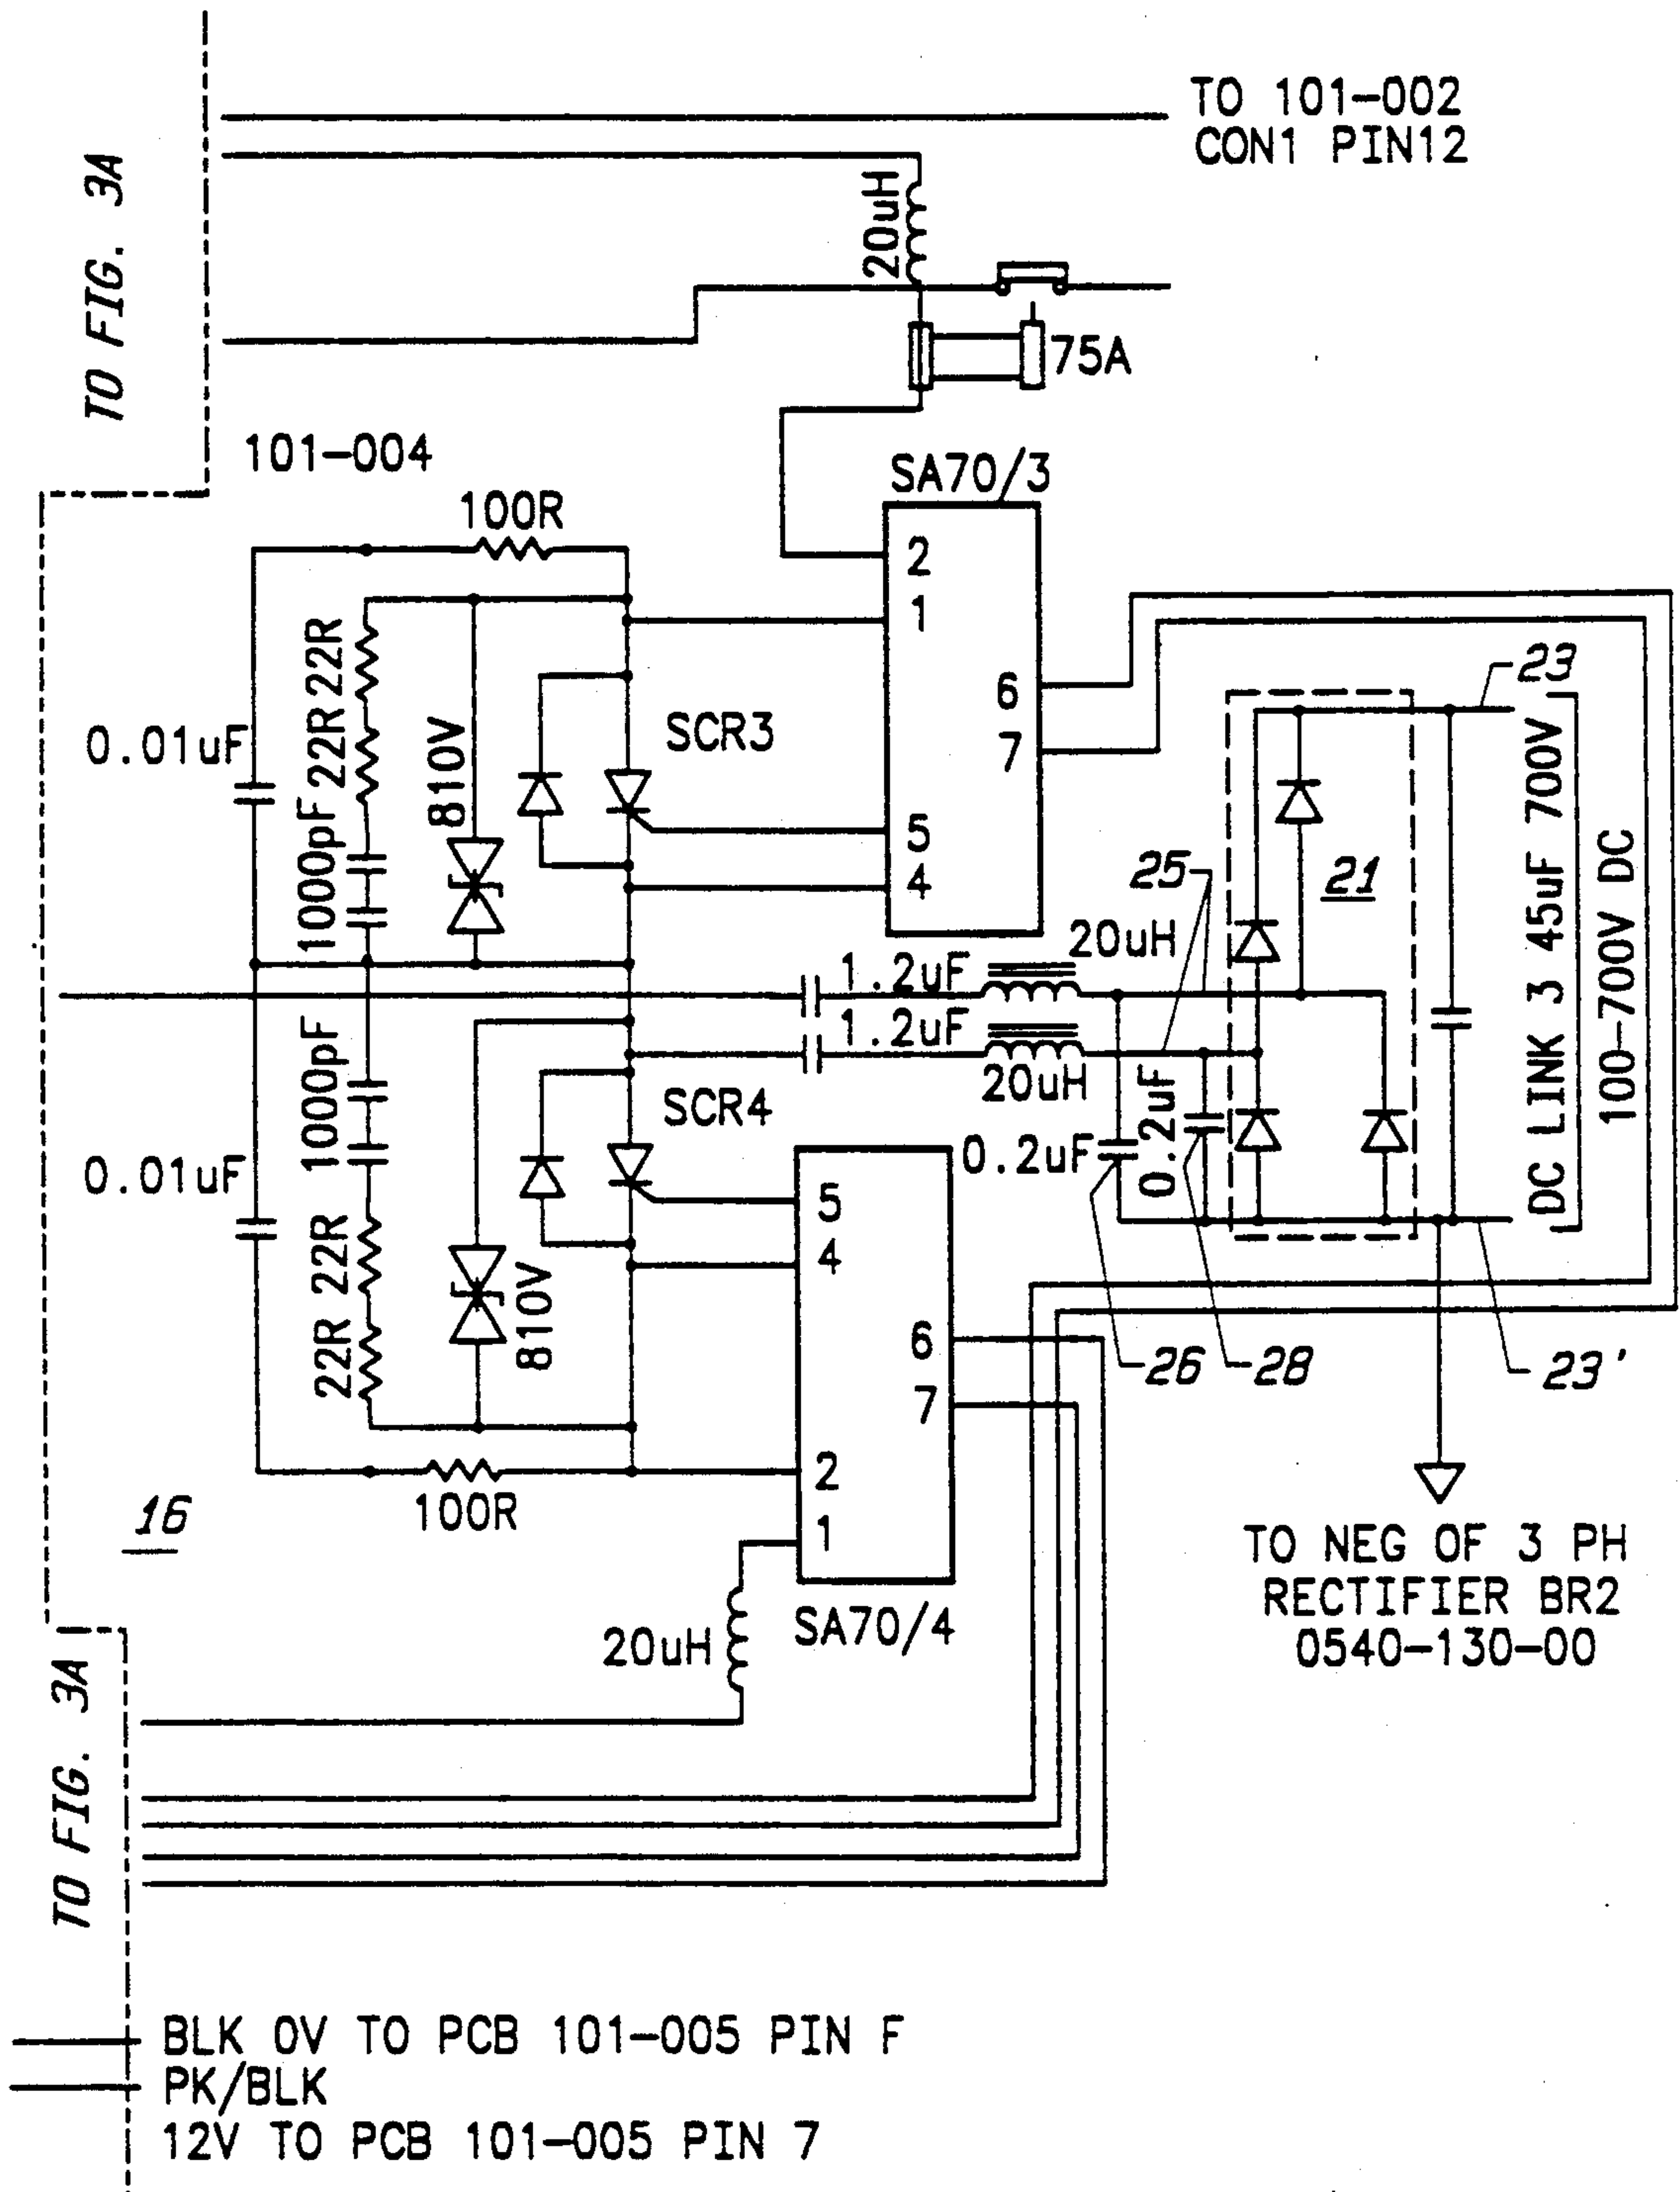 TO 101-002
CON1 PIN12
TO FIG. 3A
20uH
75A
101-004
SA70/3
100R
2
1
22R 22R
6
23
0.01uF
SCR3
7
810V
1000pF
5
4
25
21
DC LINK 3 45uF 700V
100-700V DC
20uH
1.2uF
1.2uF
20uH
1000pF
SCR4
0.2uF
0.2uF
0.01uF
5
4
22R 22R
810V
6
7
26
28
23'
2
100R
16
1
TO NEG OF 3 PH
RECTIFIER BR2
0540-130-00
SA70/4
20uH
TO FIG. 3A
BLK 0V TO PCB 101-005 PIN F
PK/BLK
12V TO PCB 101-005 PIN 7